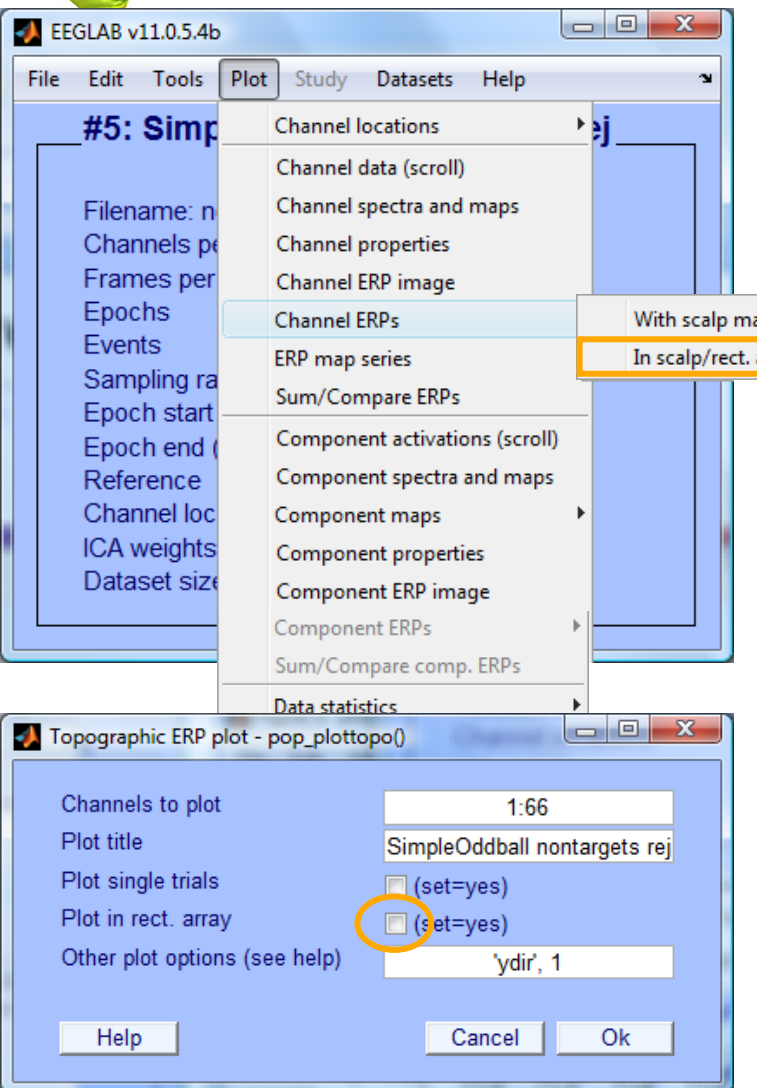 EEGLAB v11.0.5.4b
File Edit Tools Plot Study Datasets Help
#5: Simp ej
Channel locations
Channel data (scroll)
Filename: n Channel spectra and maps
Channels pe Channel properties
Frames per Channel ERP image
Epochs Channel ERPs With scalp ma
Events ERP map series In scalp/rect.
Sampling ra Sum/Compare ERPs
Epoch start
Epoch end ( Component activations (scroll)
Reference Component spectra and maps
Channel loc Component maps
ICA weights Component properties
Dataset size Component ERP image
Component ERPs
Sum/Compare comp. ERPs
Data statistics
Topographic ERP plot - pop_plottopo()
Channels to plot 1:66
Plot title SimpleOddball nontargets rej
Plot single trials (set=yes)
Plot in rect. array (set=yes)
Other plot options (see help) 'ydir', 1
Help Cancel Ok